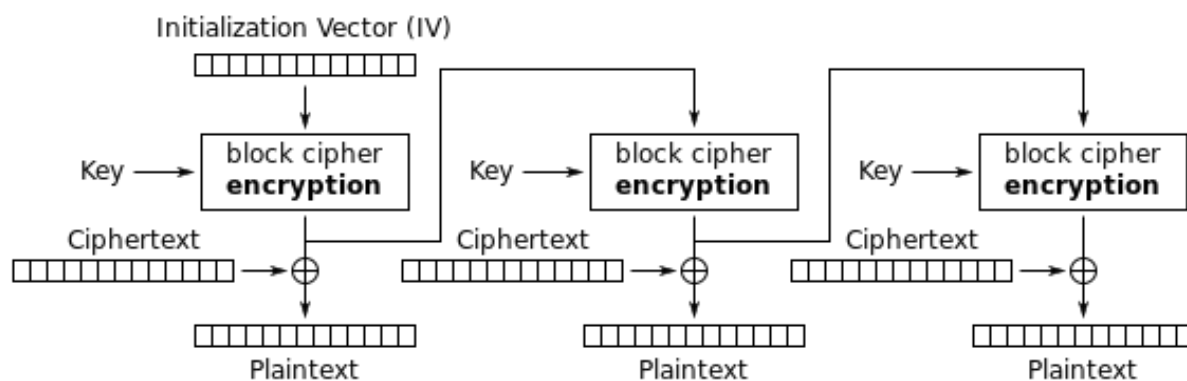 Initialization Vector (IV)
Key
block cipher
encryption
Key
block cipher
encryption
Key
block cipher
encryption
Ciphertext
Ciphertext
Ciphertext
Plaintext
Plaintext
Plaintext